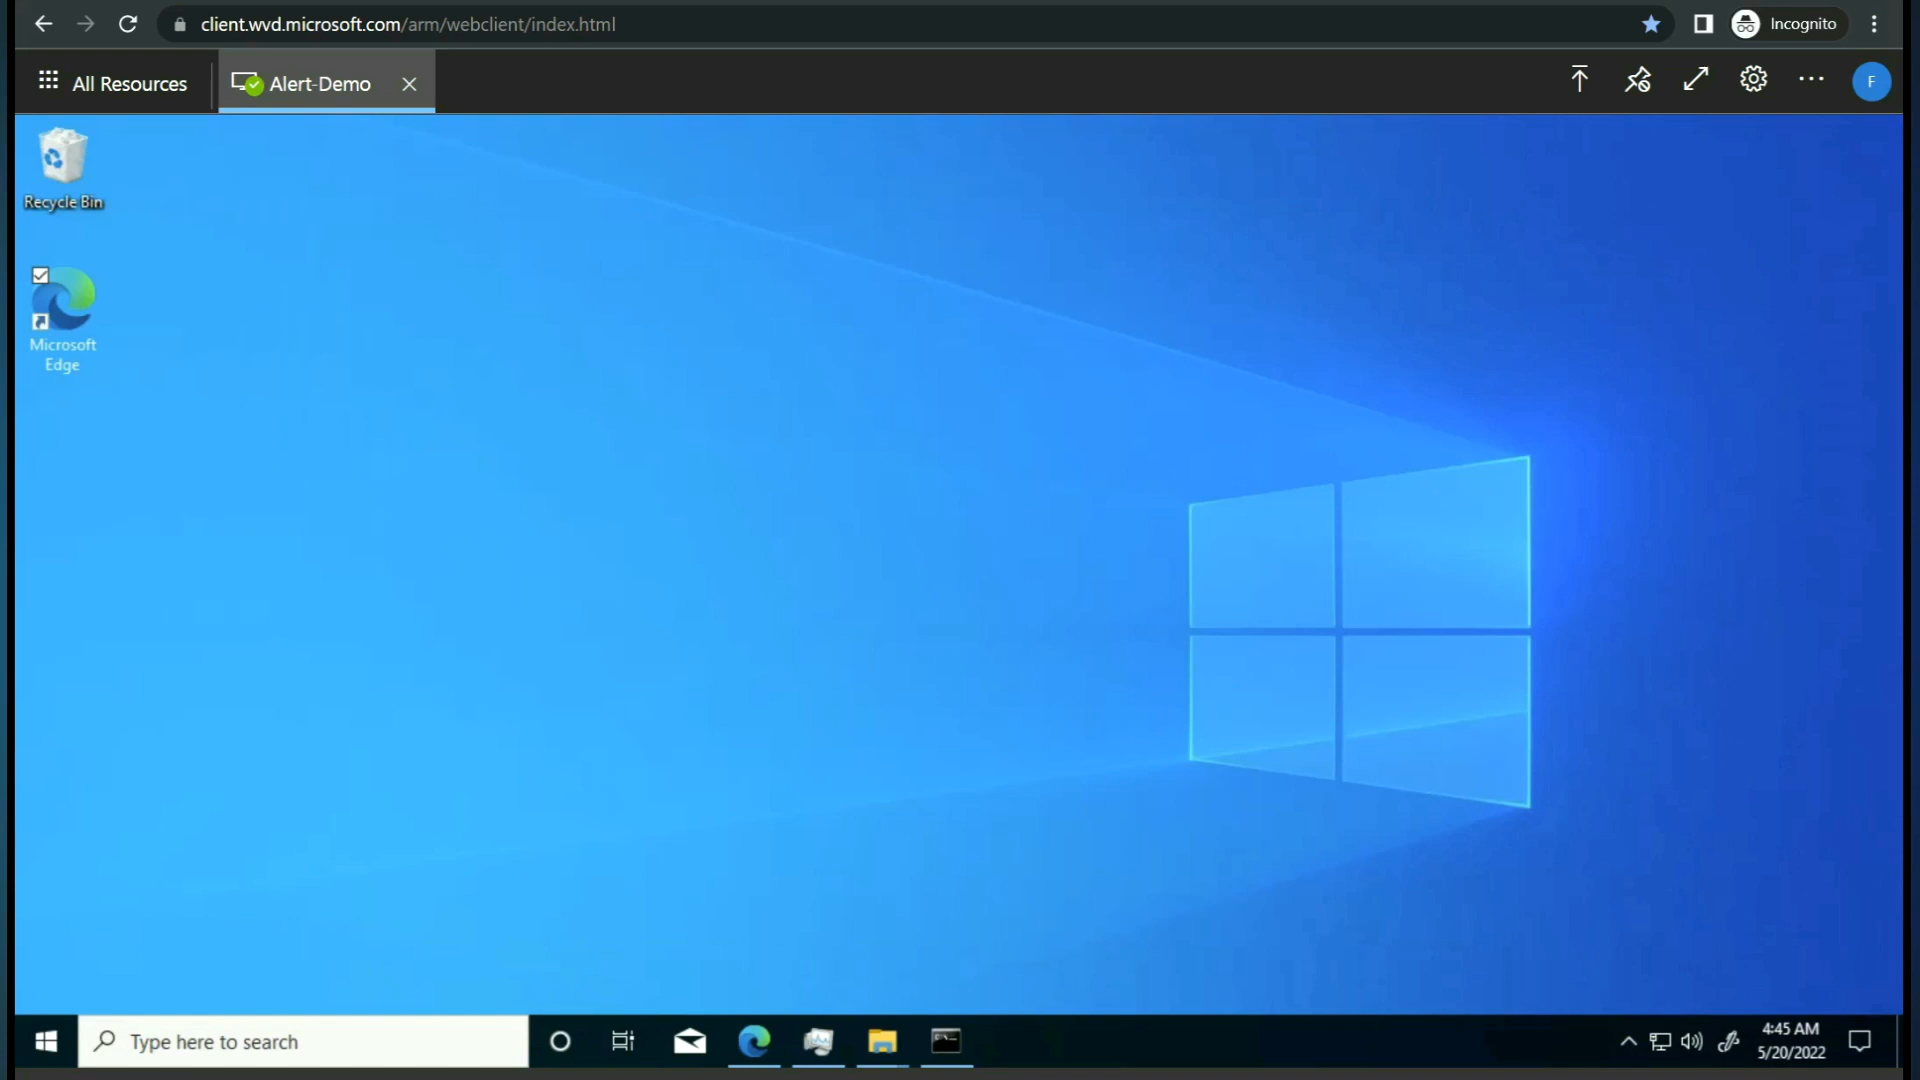 client.wvd.microsoft.com/arm/webclient/index.html
Incognito
All Resources
Alert-Demo
F
Recycle Bin
Microsoft
Edge
Type here to search
4:45 AM
5/20/2022